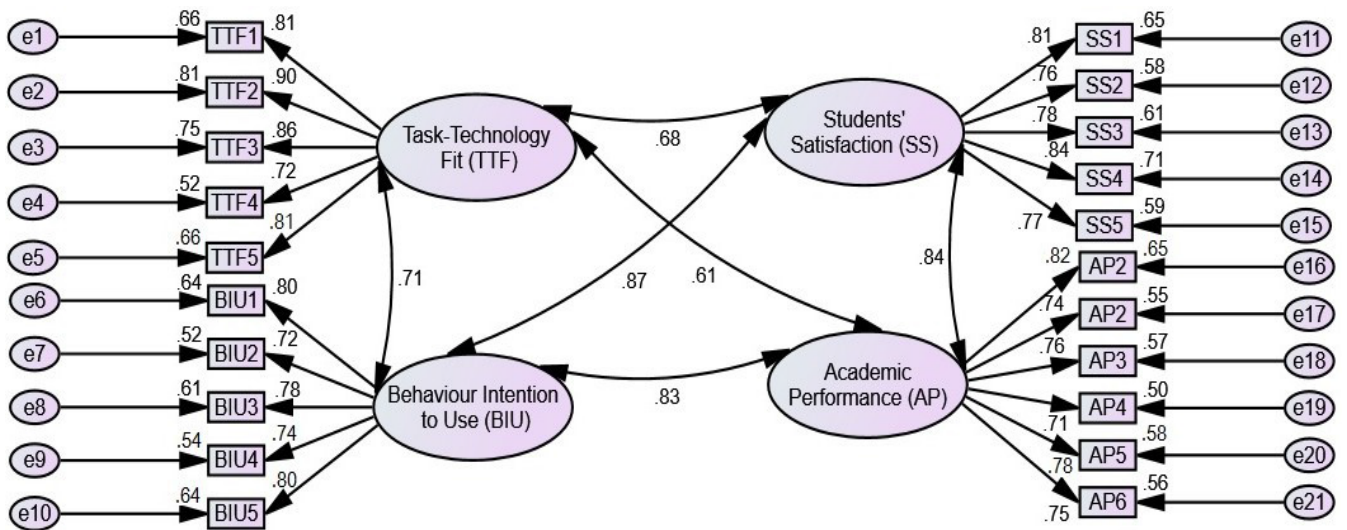 e1
.66
TTF1
.81
e2
.81
TTF2
.90
e3
.75
TTF3
.86
e4
.52
TTF4
.72
e5
.66
TTF5
.81
e6
.64
BIU1
.80
e7
.52
BIU2
.72
e8
.61
BIU3
.78
e9
.54
BIU4
.74
e10
.64
BIU5
.80
Task-Technology
Fit (TTF)
Behaviour Intention
to Use (BIU)
.71
.68
.87
.61
.83
.84
Students'
Satisfaction (SS)
Academic
Performance (AP)
.81
SS1
.65
e11
.76
SS2
.58
e12
.78
SS3
.61
e13
.84
SS4
.71
e14
.77
SS5
.59
e15
.82
AP2
.65
e16
.74
AP2
.55
e17
.76
AP3
.57
e18
AP4
.50
e19
.71
AP5
.58
e20
.78
AP6
.56
e21
.75